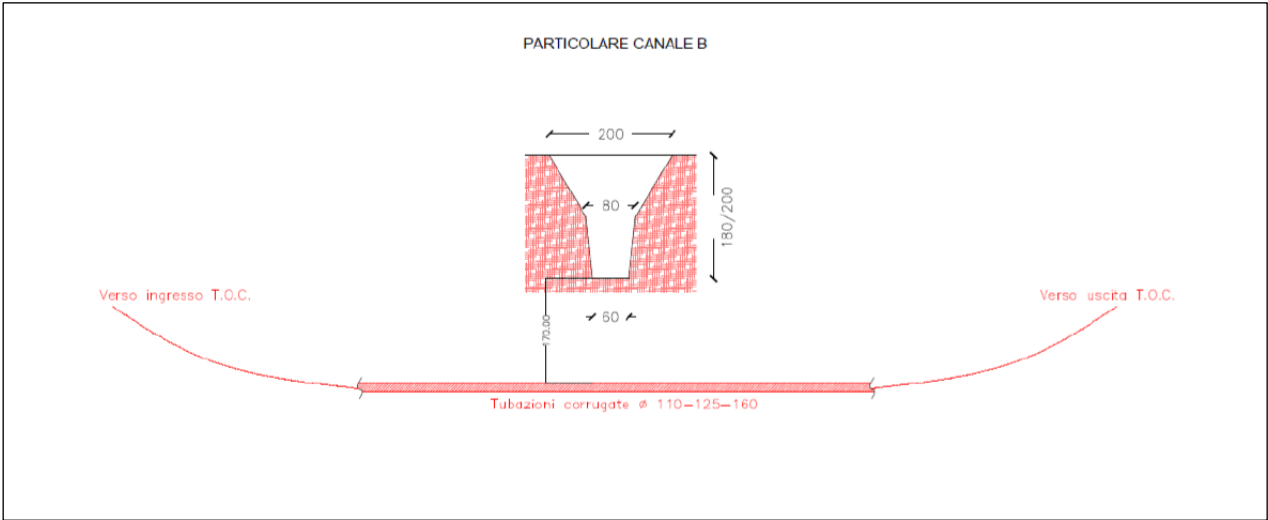 PARTICOLARE CANALE B
200
80
180/200
Verso ingresso T.O.C.
Verso uscita T.O.C.
60
170.00
Tubazioni corrugate ø 110-125-160